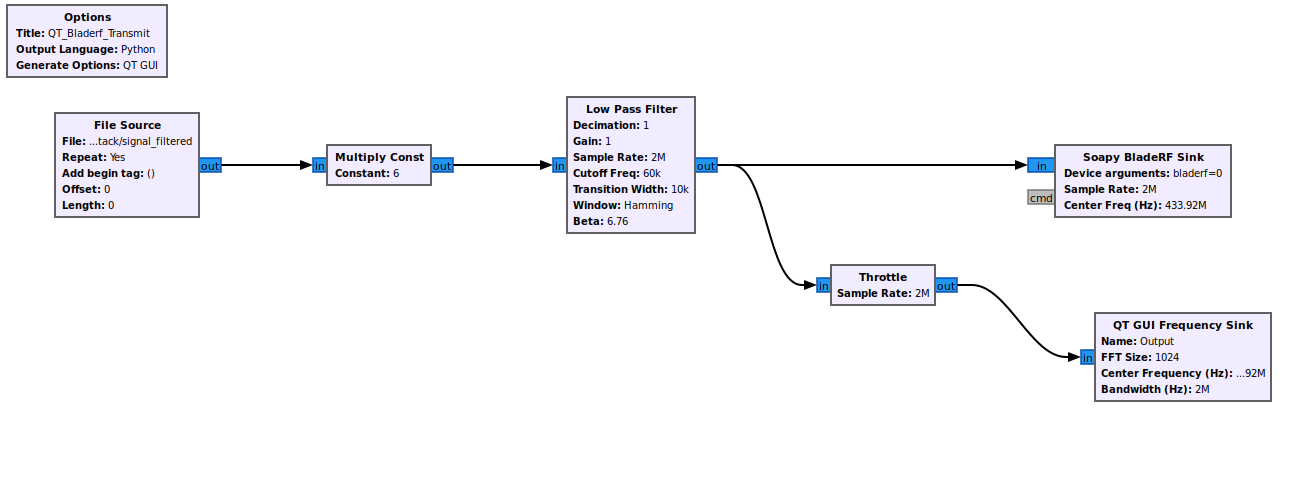 Options
Title: QT_Bladerf_Transmit
Output Language: Python
Generate Options: QT GUI
File Source
File: ...tack/signal_filtered
Repeat: Yes
Add begin tag: ()
Offset: 0
Length: 0
out
in
Multiply Const
Constant: 6
out
in
Low Pass Filter
Decimation: 1
Gain: 1
Sample Rate: 2M
Cutoff Freq: 60k
Transition Width: 10k
Window: Hamming
Beta: 6.76
out
in
cmd
Soapy BladeRF Sink
Device arguments: bladerf=0
Sample Rate: 2M
Center Freq (Hz): 433.92M
in
Throttle
Sample Rate: 2M
out
in
QT GUI Frequency Sink
Name: Output
FFT Size: 1024
Center Frequency (Hz): ...92M
Bandwidth (Hz): 2M